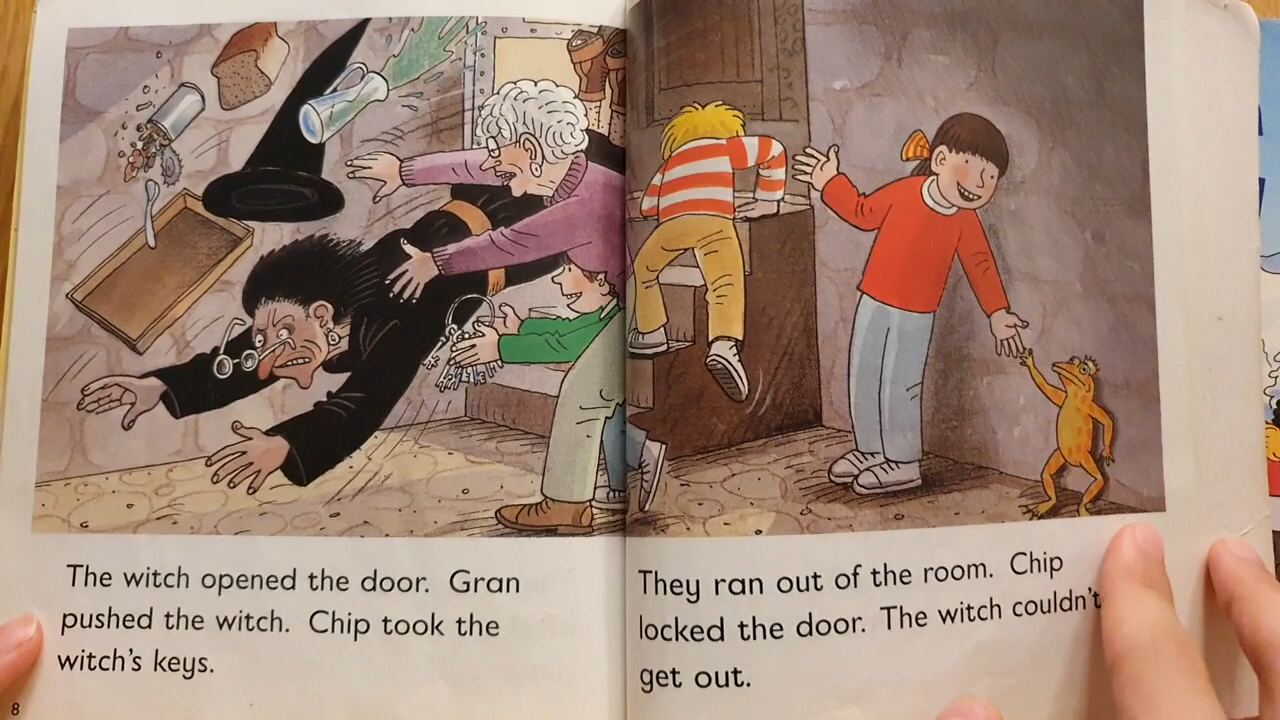 The witch opened the door. Gran
pushed the witch. Chip took the
witch's keys.
8
They ran out of the room. Chip
locked the door. The witch couldn't
get out.